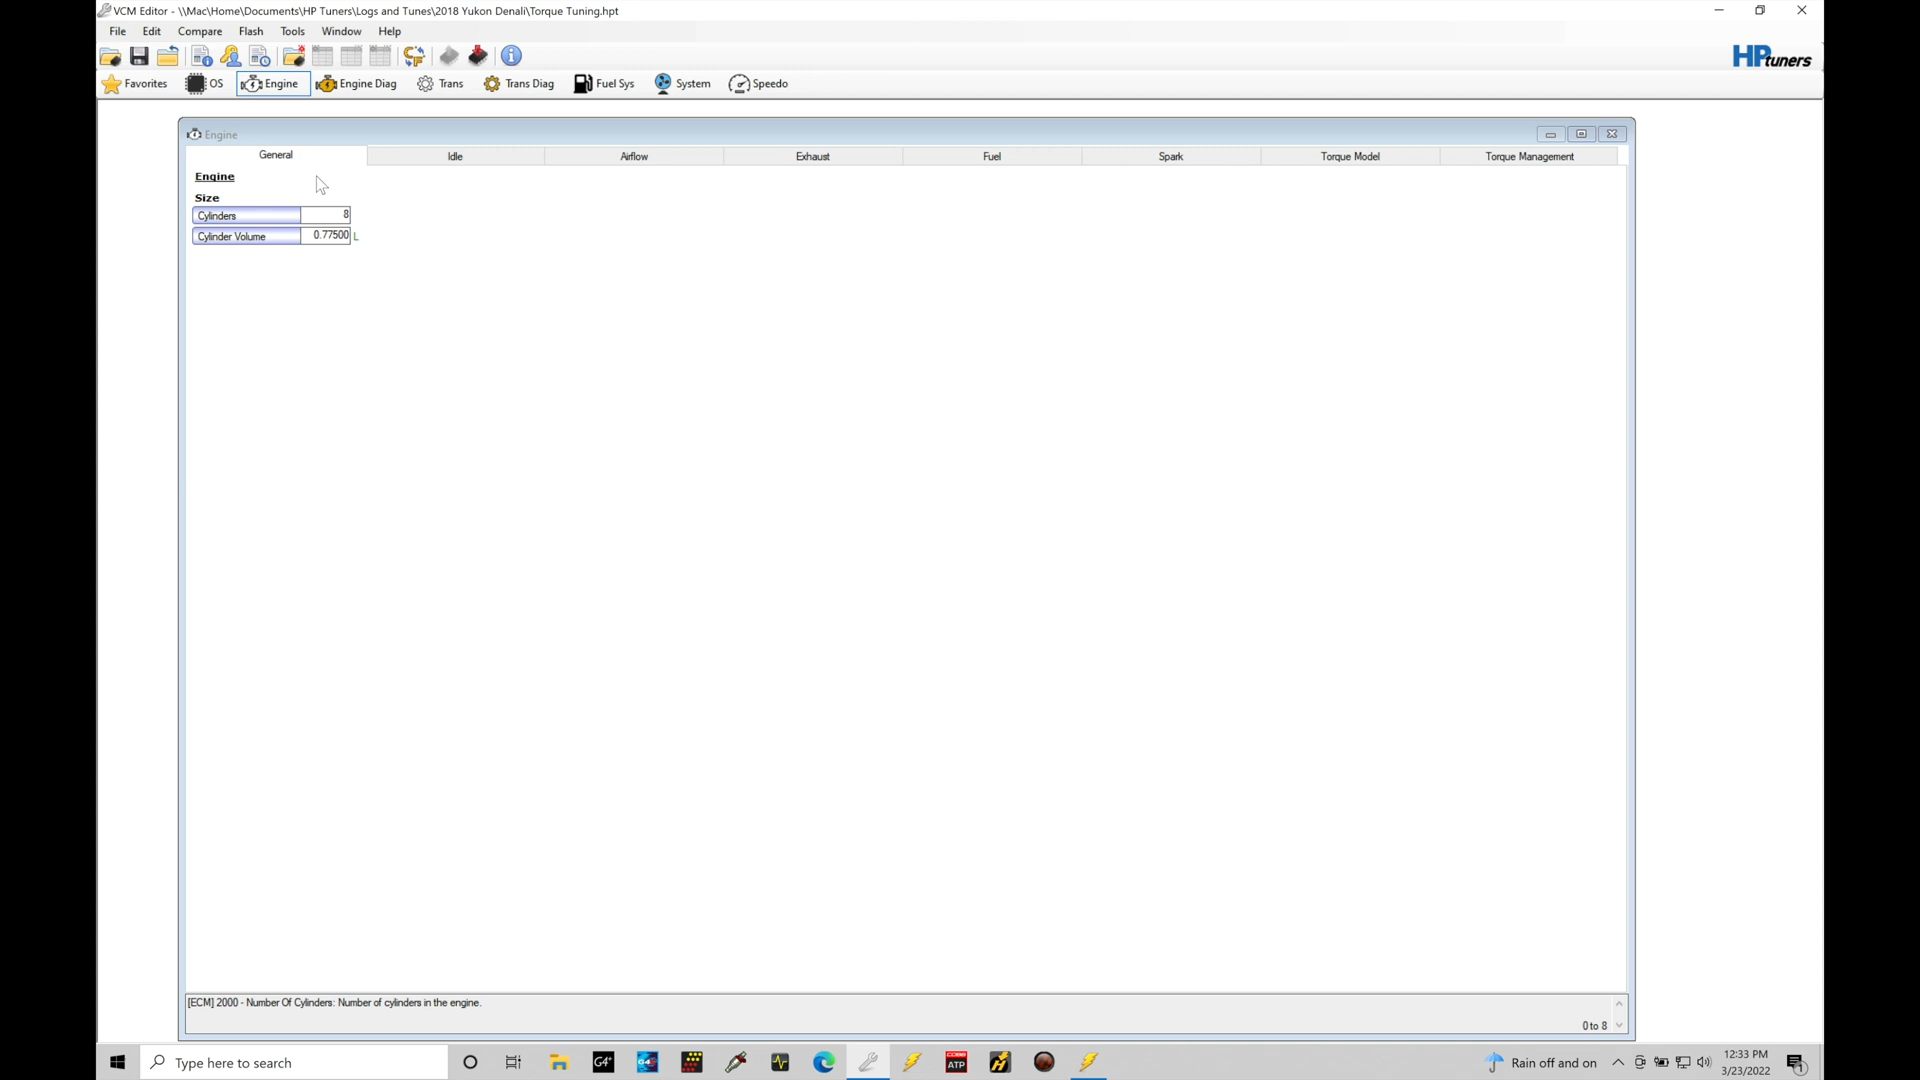 VCM Editor - \\Mac\Home\Documents\HP Tuners\Logs and Tunes\2018 Yukon Denali\Torque Tuning.hpt
File Edit Compare Flash Tools Window Help
HPtuners
Favorites OS Engine Engine Diag Trans Trans Diag Fuel Sys System Speedo
Engine
General Idle Airflow Exhaust Fuel Spark Torque Model Torque Management
Engine
Size
Cylinders 8
Cylinder Volume 0.77500 L
[ECM] 2000 - Number Of Cylinders: Number of cylinders in the engine.
0 to 8
Type here to search
G4+
COBB
ATP
Rain off and on
12:33 PM
3/23/2022
1